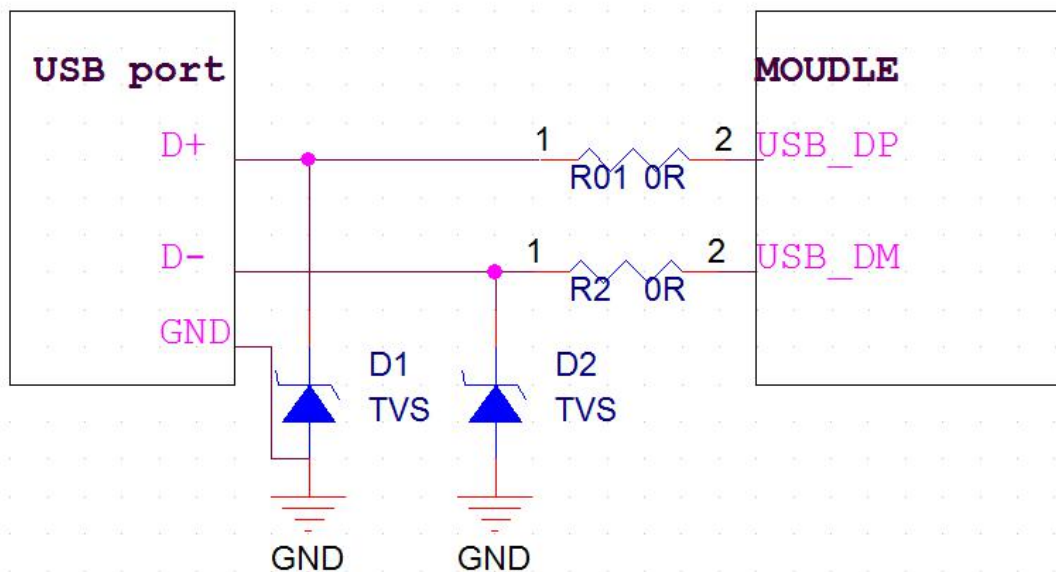 USB port
MOUDLE
D+
1
2
USB_DP
R01 0R
D-
1
2
USB_DM
R2 0R
GND
D1
TVS
D2
TVS
GND
GND